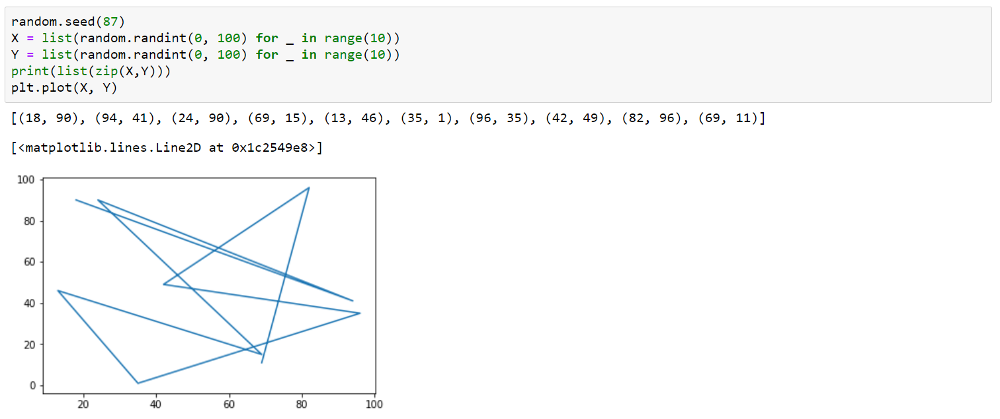 random.seed(87)
X = list(random.randint(0, 100) for _ in range(10))
Y = list(random.randint(0, 100) for _ in range(10))
print(list(zip(X,Y)))
plt.plot(X, Y)
[(18, 90), (94, 41), (24, 90), (69, 15), (13, 46), (35, 1), (96, 35), (42, 49), (82, 96), (69, 11)]
[<matplotlib.lines.Line2D at 0x1c2549e8>]
100
80
60
40
20
0
20 40 60 80 100